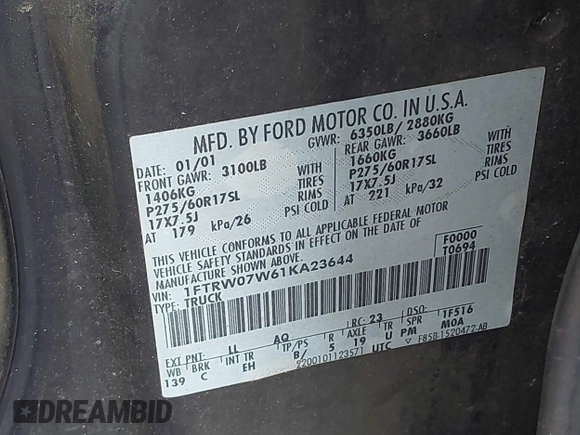 MFD. BY FORD MOTOR CO. IN U.S.A.
DATE: 01/01 GVWR: 6350LB/ 2880KG
FRONT GAWR: 3100LB REAR GAWR: 3660LB
1406KG WITH 1660KG WITH
P275/60R17SL TIRES P275/60R17SL TIRES
17X7.5J RIMS 17X7.5J RIMS
AT 179 kPa/26 PSI COLD AT 221 kPa/32 PSI COLD
THIS VEHICLE CONFORMS TO ALL APPLICABLE FEDERAL MOTOR
VEHICLE SAFETY STANDARDS IN EFFECT ON THE DATE OF
MANUFACTURE SHOWN ABOVE.
VIN: 1FTRW07W61KA23644 F0000
TYPE: TRUCK T0694
EXT PNT: LL AQ RC: 23 DSO: 1F516
WB BRK INT TR TP/PS R AXLE TR SPR MOA
139 C EH B/ 5 19 U PM
220010112357 UTC ▽ F85B-1520472-AB
DREAMBID